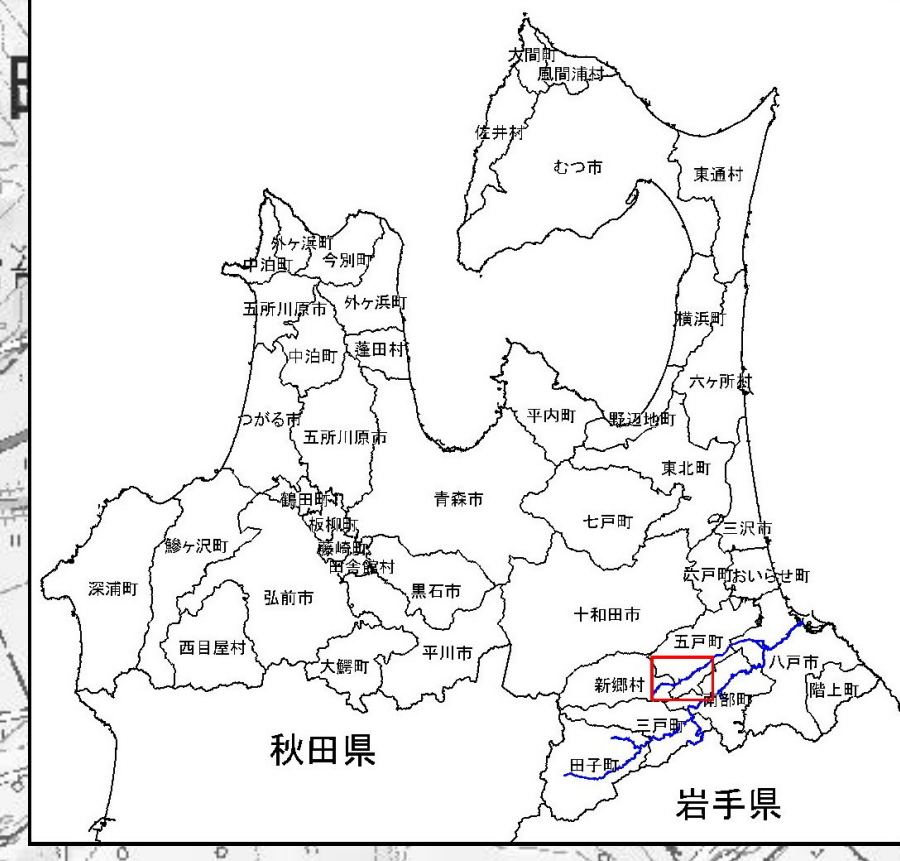 大間町
風間浦村
佐井村
むつ市
東通村
外ヶ浜町
中泊町
今別町
五所川原市
外ヶ浜町
横浜町
中泊町
蓬田村
六ヶ所村
つがる市
五所川原市
平内町
野辺地町
東北町
鶴田町
青森市
板柳町
七戸町
三沢市
鰺ヶ沢町
藤崎町
田舎館村
六戸町
おいらせ町
深浦町
弘前市
黒石市
十和田市
西目屋村
大鰐町
平川市
五戸町
八戸市
新郷村
階上町
南部町
三戸町
田子町
秋田県
岩手県